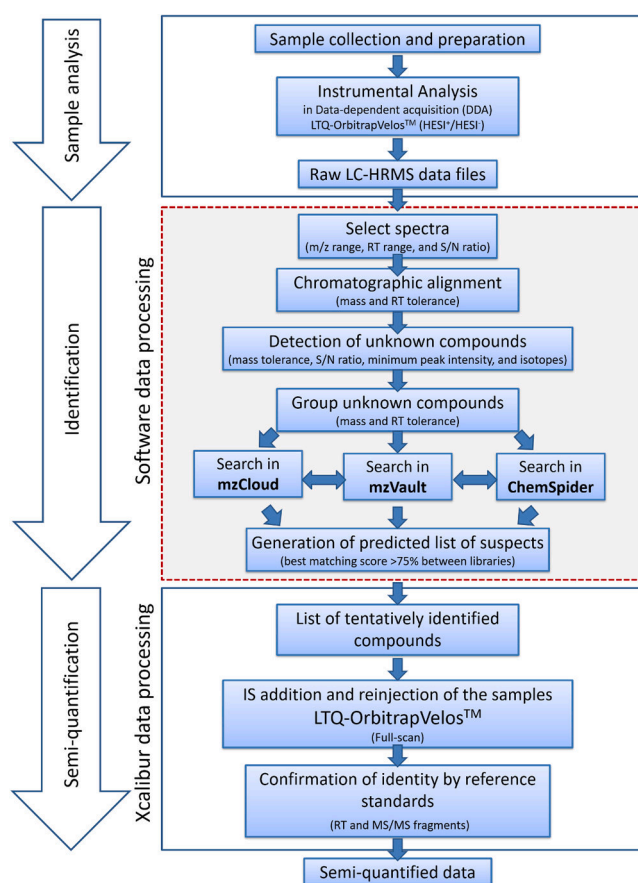 Sample analysis
Sample collection and preparation
Instrumental Analysis
in Data-dependent acquisition (DDA)
LTQ-OrbitrapVelos™ (HESI⁺/HESI⁻)
Raw LC-HRMS data files
Identification
Software data processing
Select spectra
(m/z range, RT range, and S/N ratio)
Chromatographic alignment
(mass and RT tolerance)
Detection of unknown compounds
(mass tolerance, S/N ratio, minimum peak intensity, and isotopes)
Group unknown compounds
(mass and RT tolerance)
Search in
mzCloud
Search in
mzVault
Search in
ChemSpider
Generation of predicted list of suspects
(best matching score >75% between libraries)
Semi-quantification
Xcalibur data processing
List of tentatively identified
compounds
IS addition and reinjection of the samples
LTQ-OrbitrapVelos™
(Full-scan)
Confirmation of identity by reference
standards
(RT and MS/MS fragments)
Semi-quantified data